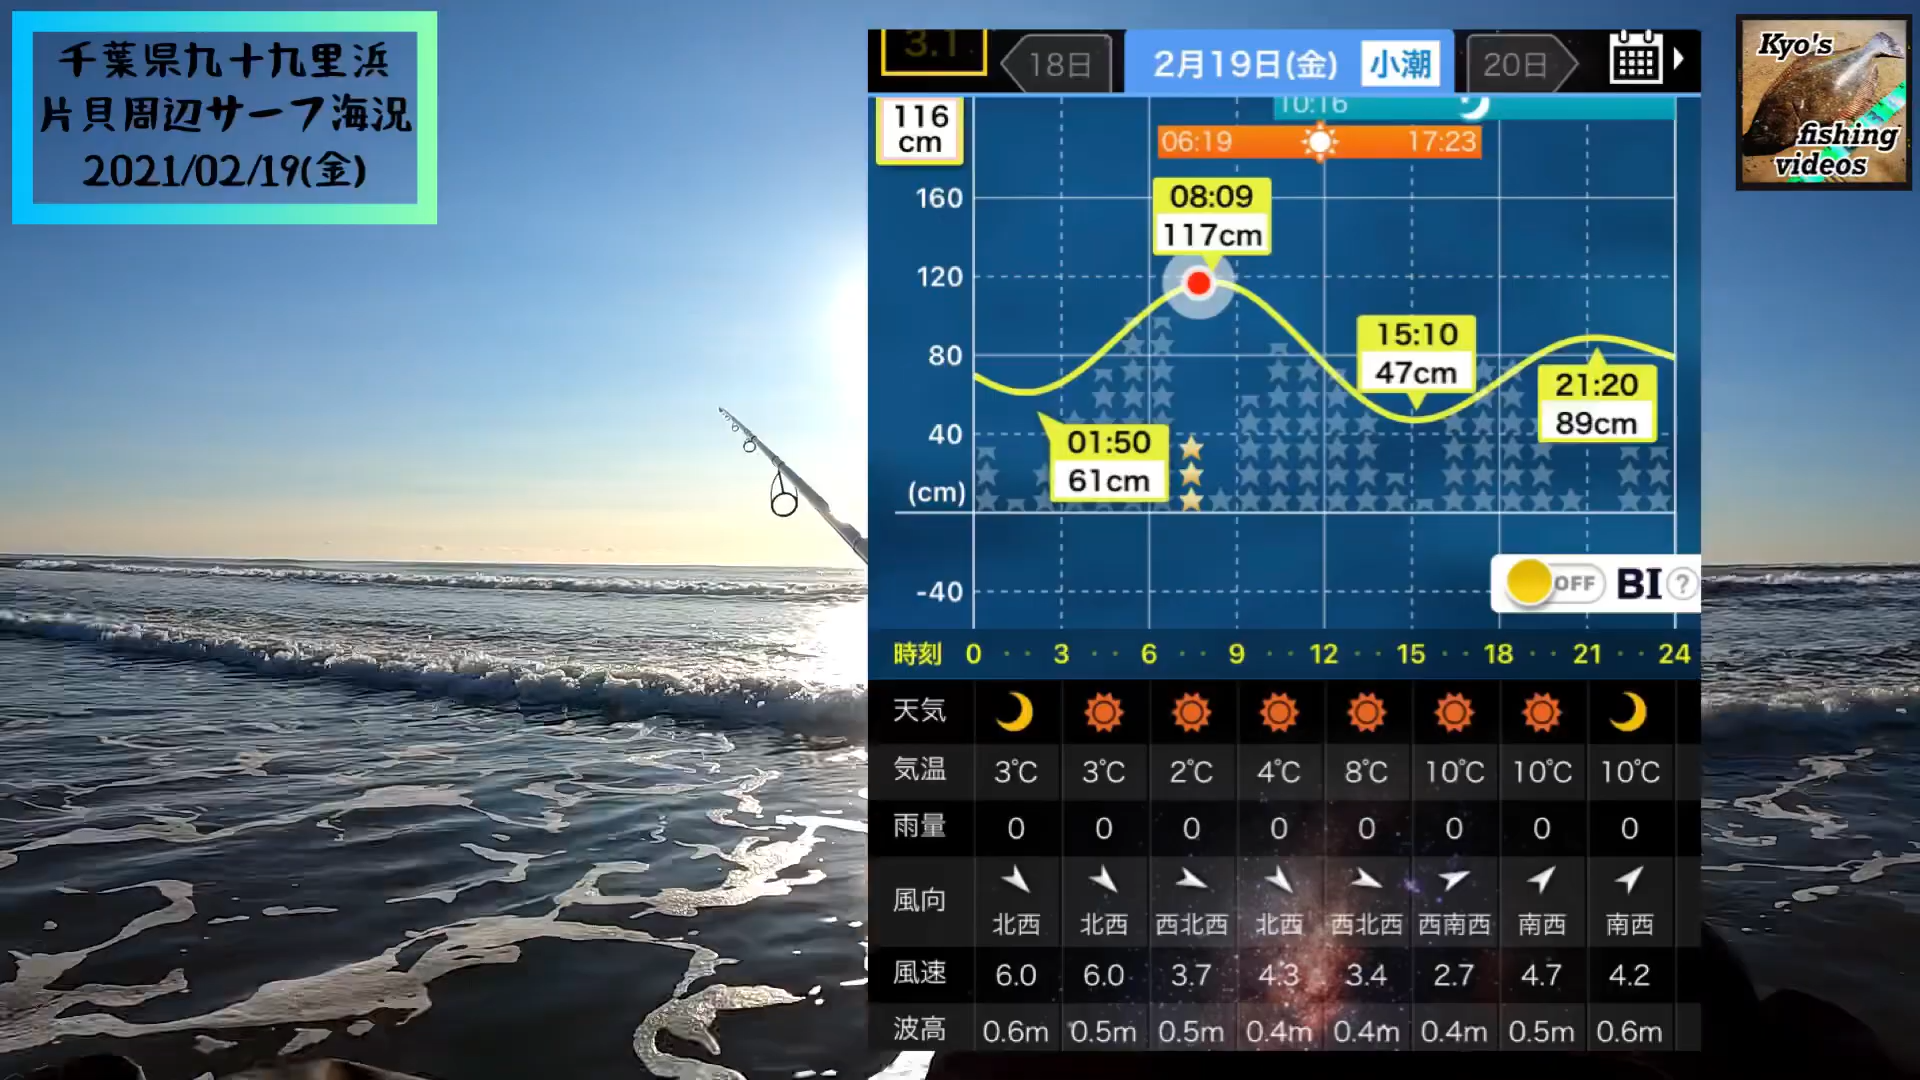 千葉県九十九里浜
片貝周辺サーフ海況
2021/02/19(金)
3.1
18日
2月19日(金) 小潮
20日
Kyo's
fishing
videos
116
cm
10:16
06:19 17:23
160
08:09
117cm
120
80
15:10
47cm
21:20
89cm
40
01:50
61cm
(cm)
OFF BI ?
-40
時刻 0 ・・ 3 ・・ 6 ・・ 9 ・・ 12 ・・ 15 ・・ 18 ・・ 21 ・・ 24
天気
気温 3℃ 3℃ 2℃ 4℃ 8℃ 10℃ 10℃ 10℃
雨量 0 0 0 0 0 0 0 0
風向 北西 北西 西北西 北西 西北西 西南西 南西 南西
風速 6.0 6.0 3.7 4.3 3.4 2.7 4.7 4.2
波高 0.6m 0.5m 0.5m 0.4m 0.4m 0.4m 0.5m 0.6m